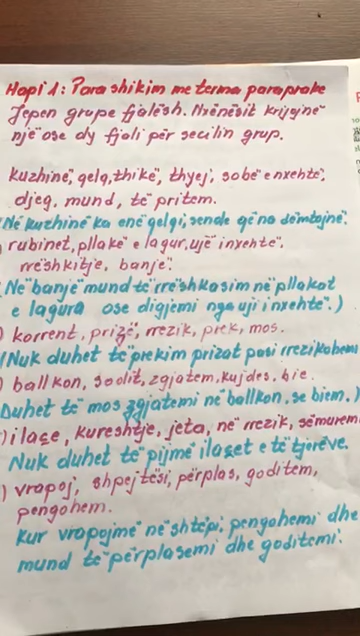 Hapi 1: Parashikim me terma paraprake
Jepen grupe fjalësh. Nxënësit krijojnë
një ose dy fjali për secilin grup.
Kuzhinë, qelq, thikë, thyej, sobë e nxehtë,
djeg, mund, të pritem.
Në kuzhinë ka enë qelqi, sende që na dëmtojnë.
rubinet, pllakë e lagur, ujë i nxehtë,
rrëshkitje, banjë.
(Në banjë mund të rrëshkasim në pllakat
e lagura ose digjemi nga uji i nxehtë.)
) korrent, prizë, rrezik, prek, mos.
(Nuk duhet të prekim prizat pasi rrezikohemi
) ballkon, sodit, zgjatem, kujdes, bie.
Duhet të mos zgjatemi në ballkon, se biem.)
) ilaçe, kureshtje, jeta, në rrezik, sëmurem
Nuk duhet të pijmë ilaçet e të tjerëve.
) vrapoj, shpejtësi, përplas, goditem,
pengohem.
Kur vrapojmë në shtëpi, pengohemi dhe
mund të përplasemi dhe goditemi.